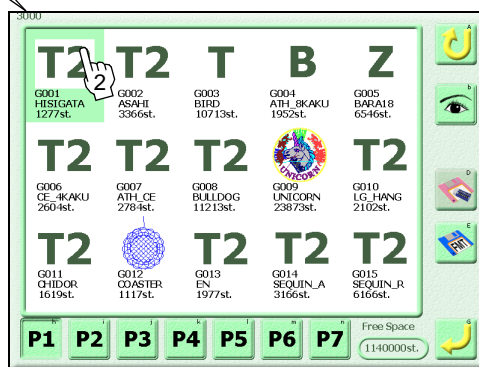 3000
A
T2 T2 T B Z
2
G001 G002 G003 G004 G005
HISIGATA ASAHI BIRD ATH_8KAKU BARA18
1277st. 3366st. 10713st. 1952st. 6546st.
b
T2 T2 T2 UNICORN T2
D
G006 G007 G008 G009 G010
CE_4KAKU ATH_CE BULLDOG UNICORN LG_HANG
2604st. 2784st. 11213st. 23873st. 2102st.
E
FMT
T2 T2 T2 T2
G011 G012 G013 G014 G015
CHIDOR COASTER EN SEQUIN_A SEQUIN_R
1619st. 1117st. 1977st. 3166st. 6166st.
h i j k l m n G
P1 P2 P3 P4 P5 P6 P7
Free Space
1140000st.